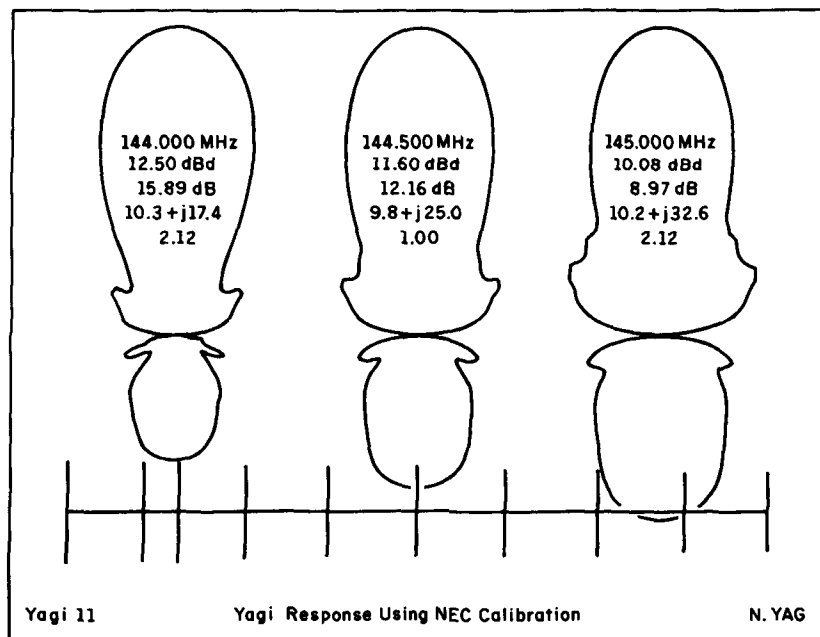 144.000 MHz
12.50 dBd
15.89 dB
10.3+j17.4
2.12
144.500 MHz
11.60 dBd
12.16 dB
9.8+j25.0
1.00
145.000 MHz
10.08 dBd
8.97 dB
10.2+j32.6
2.12
Yagi 11
Yagi Response Using NEC Calibration
N. YAG